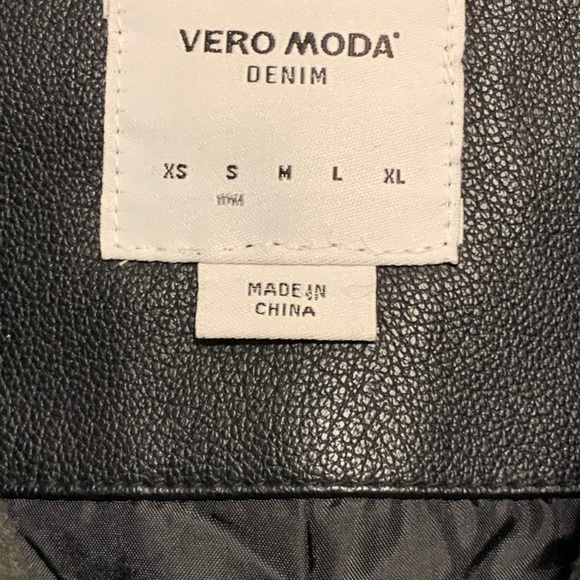 VERO MODA
DENIM
XS S M L XL
MADE IN
CHINA